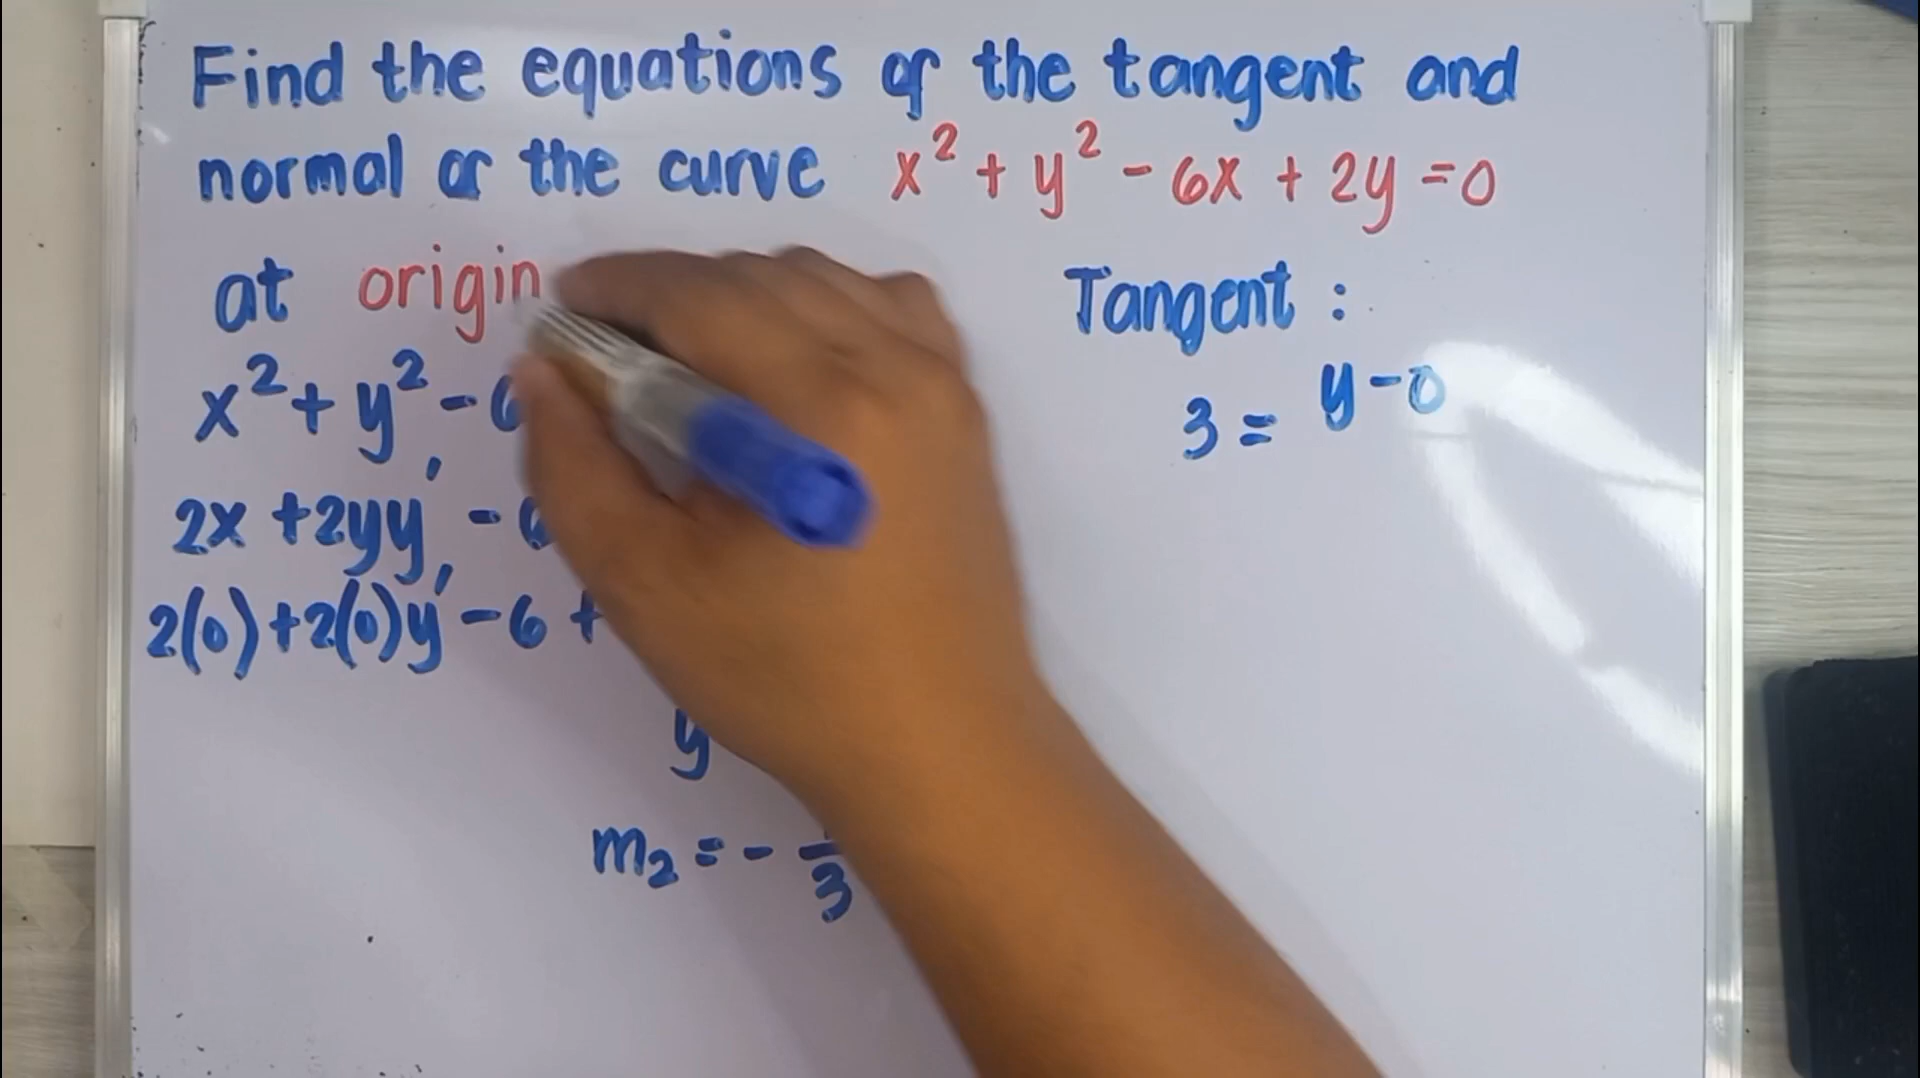 Find the equations of the tangent and
normal of the curve x² + y² - 6x + 2y = 0
at origin
x² + y² - 6
2x + 2yy' - 6
2(0) + 2(0)y' - 6 +
y
m₂ = - /3
Tangent :
3 = y - 0